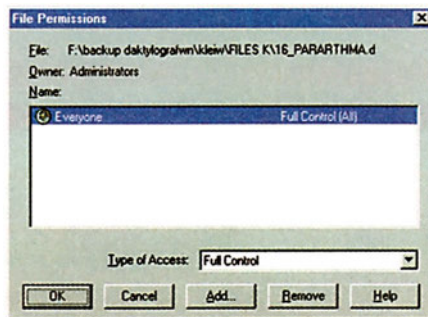 File Permissions
File: F:\backup daktylografwn\kleiw\FILES K\16_PARARTHMA.d
Owner: Administrators
Name:
Everyone Full Control (All)
Type of Access: Full Control
OK Cancel Add... Remove Help